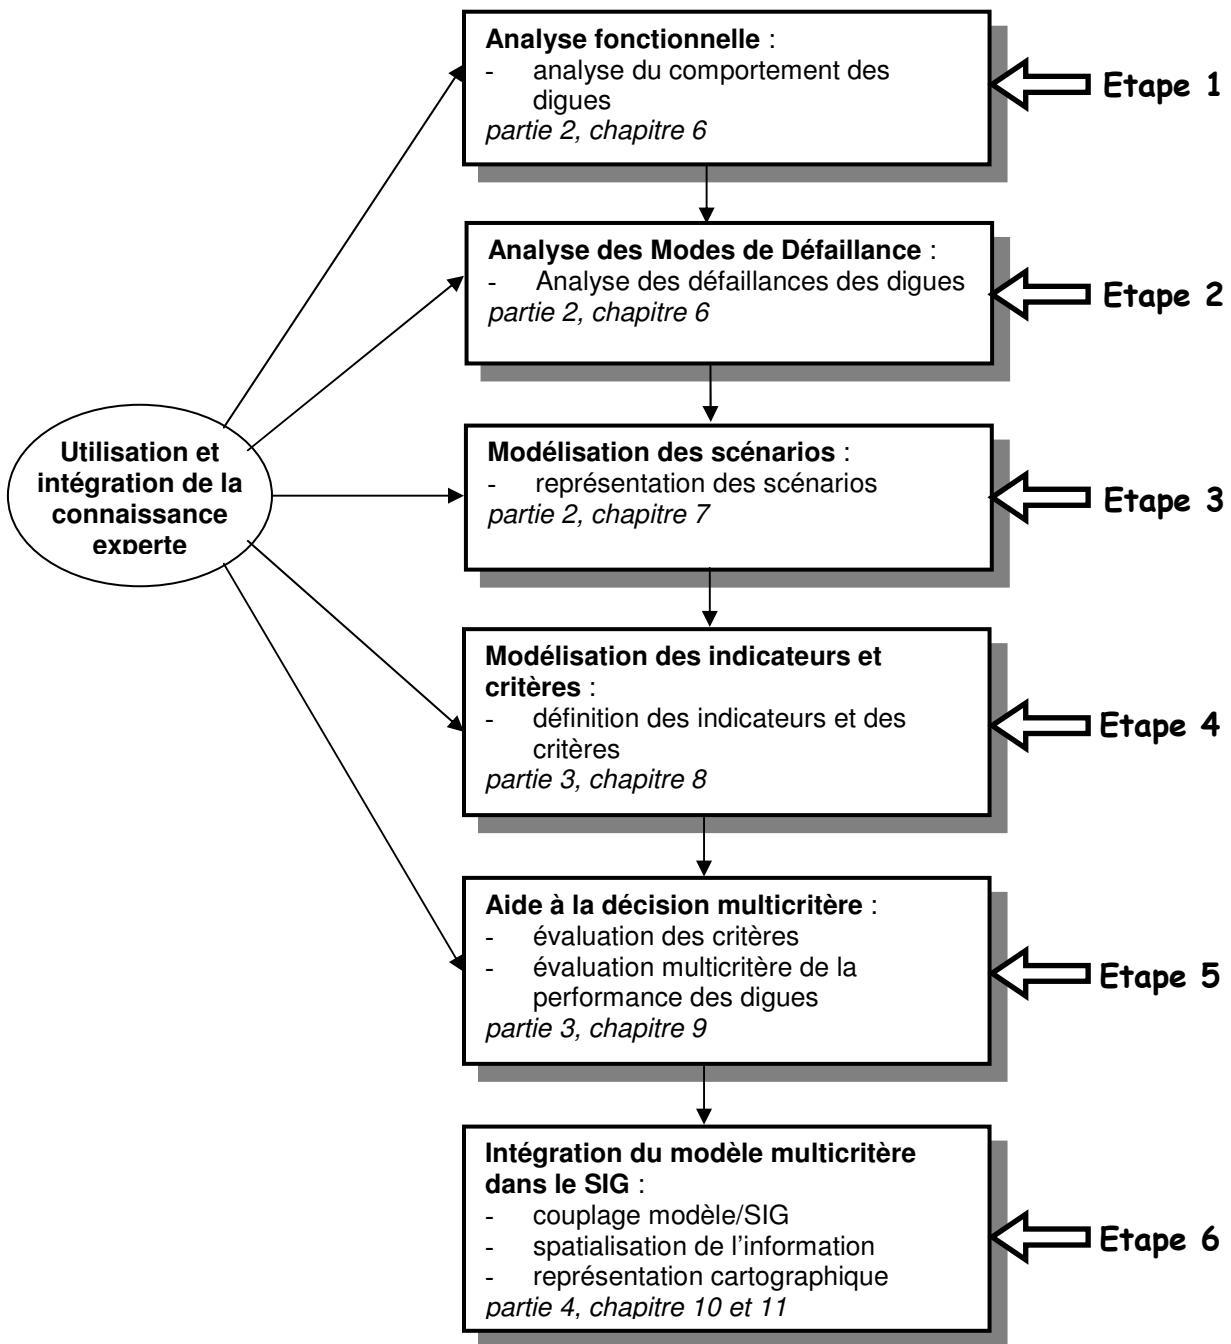 Analyse fonctionnelle :
- analyse du comportement des
digues
partie 2, chapitre 6
Etape 1
Analyse des Modes de Défaillance :
- Analyse des défaillances des digues
partie 2, chapitre 6
Etape 2
Utilisation et
intégration de la
connaissance
experte
Modélisation des scénarios :
- représentation des scénarios
partie 2, chapitre 7
Etape 3
Modélisation des indicateurs et
critères :
- définition des indicateurs et des
critères
partie 3, chapitre 8
Etape 4
Aide à la décision multicritère :
- évaluation des critères
- évaluation multicritère de la
performance des digues
partie 3, chapitre 9
Etape 5
Intégration du modèle multicritère
dans le SIG :
- couplage modèle/SIG
- spatialisation de l’information
- représentation cartographique
partie 4, chapitre 10 et 11
Etape 6